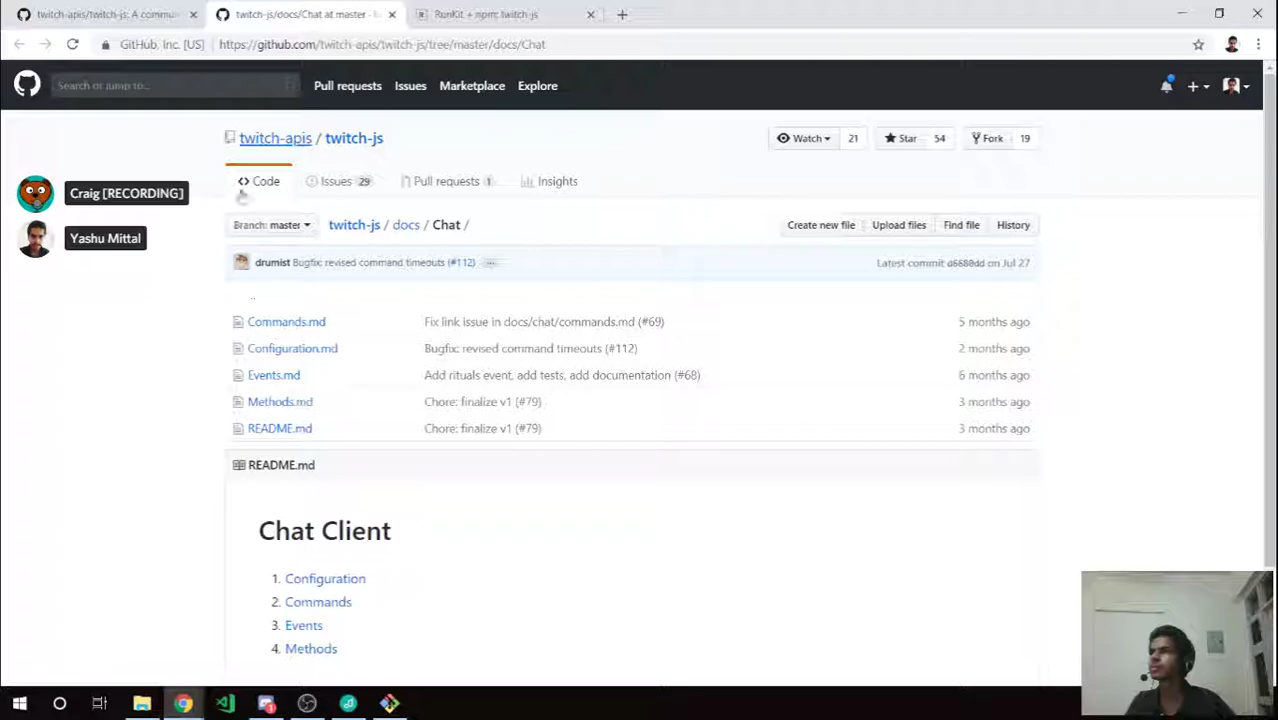 twitch-apis/twitch-js: A commu
twitch-js/docs/Chat at master ·
RunKit + npm: twitch-js
GitHub, Inc. [US]
https://github.com/twitch-apis/twitch-js/tree/master/docs/Chat
Search or jump to...
Pull requests
Issues
Marketplace
Explore
twitch-apis / twitch-js
Watch
21
Star
54
Fork
19
Code
Issues 29
Pull requests 1
Insights
Craig [RECORDING]
Yashu Mittal
Branch: master
twitch-js / docs / Chat /
Create new file
Upload files
Find file
History
drumist Bugfix: revised command timeouts (#112)
Latest commit a6680dd on Jul 27
..
Commands.md
Fix link issue in docs/chat/commands.md (#69)
5 months ago
Configuration.md
Bugfix: revised command timeouts (#112)
2 months ago
Events.md
Add rituals event, add tests, add documentation (#68)
6 months ago
Methods.md
Chore: finalize v1 (#79)
3 months ago
README.md
Chore: finalize v1 (#79)
3 months ago
README.md
Chat Client
1. Configuration
2. Commands
3. Events
4. Methods